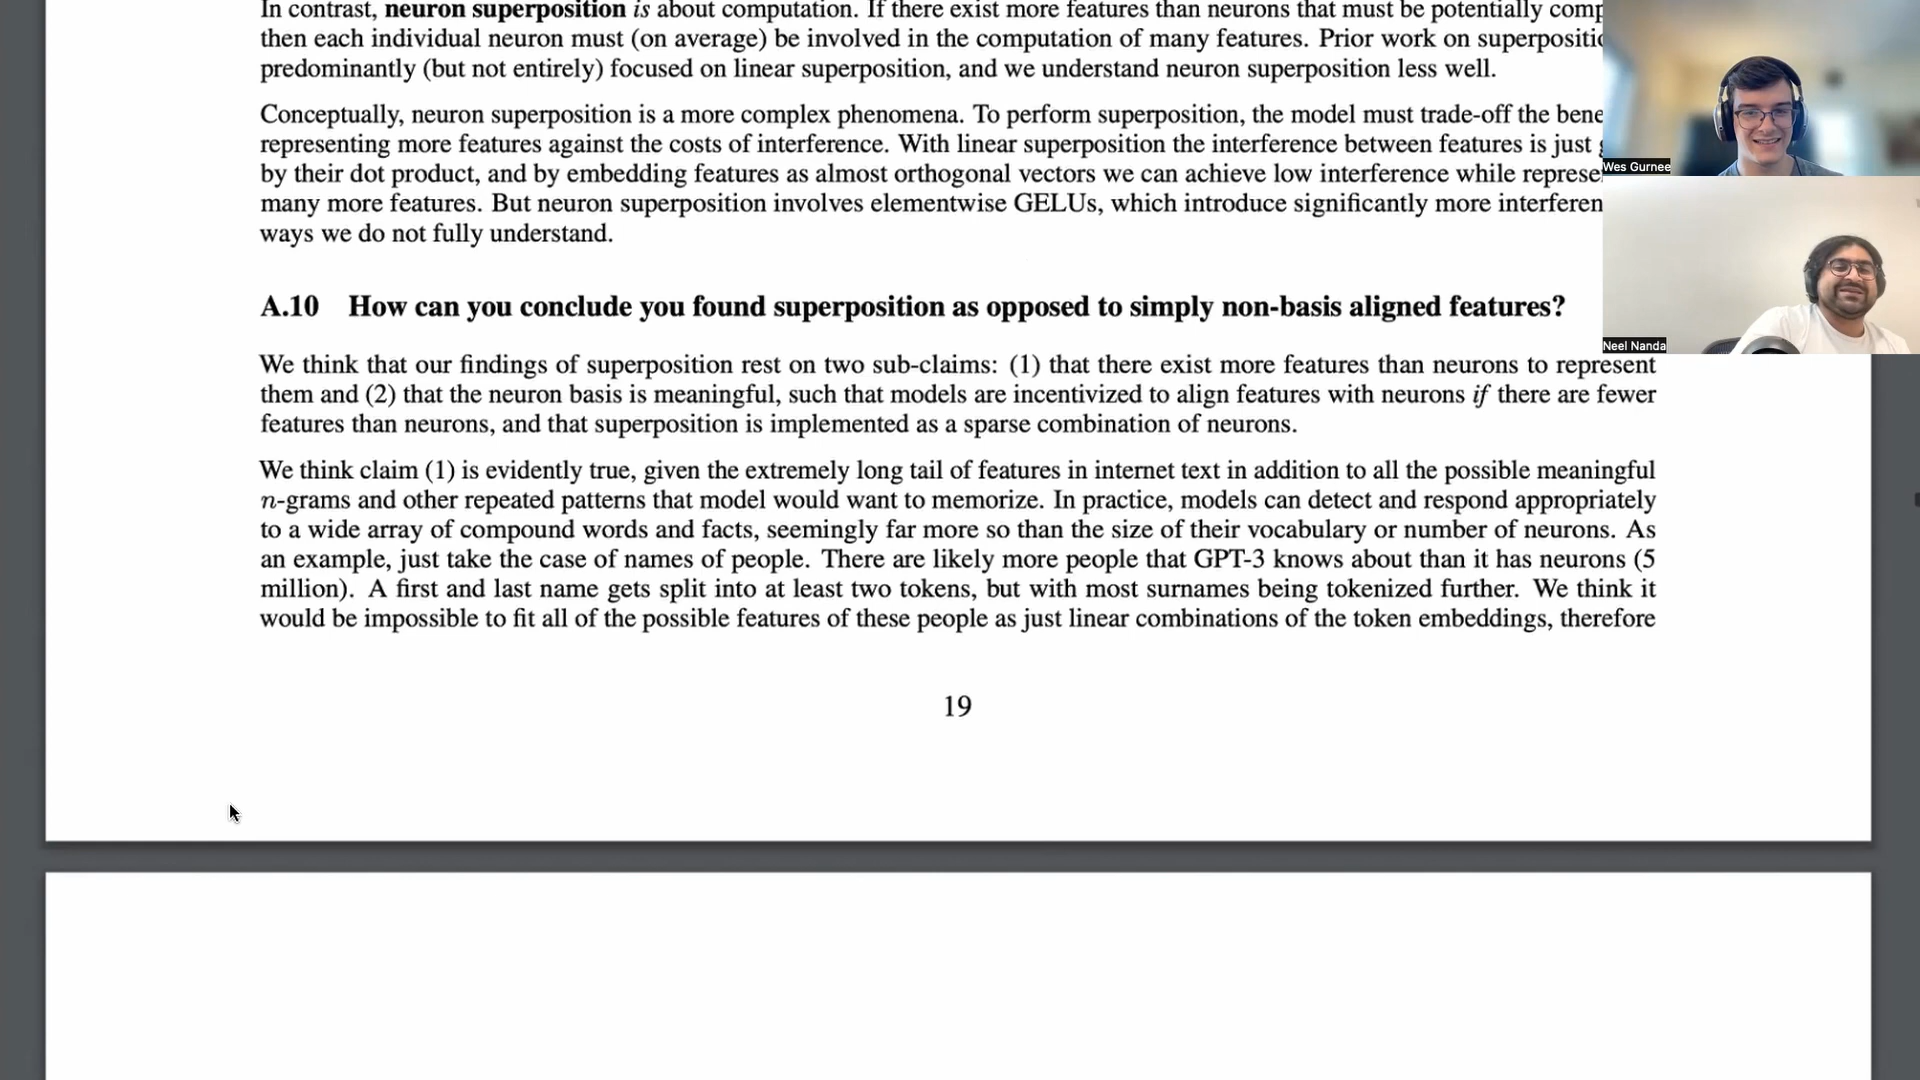 In contrast, neuron superposition is about computation. If there exist more features than neurons that must be potentially
then each individual neuron must (on average) be involved in the computation of many features. Prior work on
predominantly (but not entirely) focused on linear superposition, and we understand neuron superposition less well.
Conceptually, neuron superposition is a more complex phenomena. To perform superposition, the model must trade-off the
representing more features against the costs of interference. With linear superposition the interference between features is just
by their dot product, and by embedding features as almost orthogonal vectors we can achieve low interference while
many more features. But neuron superposition involves elementwise GELUs, which introduce significantly more
ways we do not fully understand.
Wes Gurnee
Neel Nanda
A.10 How can you conclude you found superposition as opposed to simply non-basis aligned features?
We think that our findings of superposition rest on two sub-claims: (1) that there exist more features than neurons to represent
them and (2) that the neuron basis is meaningful, such that models are incentivized to align features with neurons if there are fewer
features than neurons, and that superposition is implemented as a sparse combination of neurons.
We think claim (1) is evidently true, given the extremely long tail of features in internet text in addition to all the possible meaningful
n-grams and other repeated patterns that model would want to memorize. In practice, models can detect and respond appropriately
to a wide array of compound words and facts, seemingly far more so than the size of their vocabulary or number of neurons. As
an example, just take the case of names of people. There are likely more people that GPT-3 knows about than it has neurons (5
million). A first and last name gets split into at least two tokens, but with most surnames being tokenized further. We think it
would be impossible to fit all of the possible features of these people as just linear combinations of the token embeddings, therefore
19